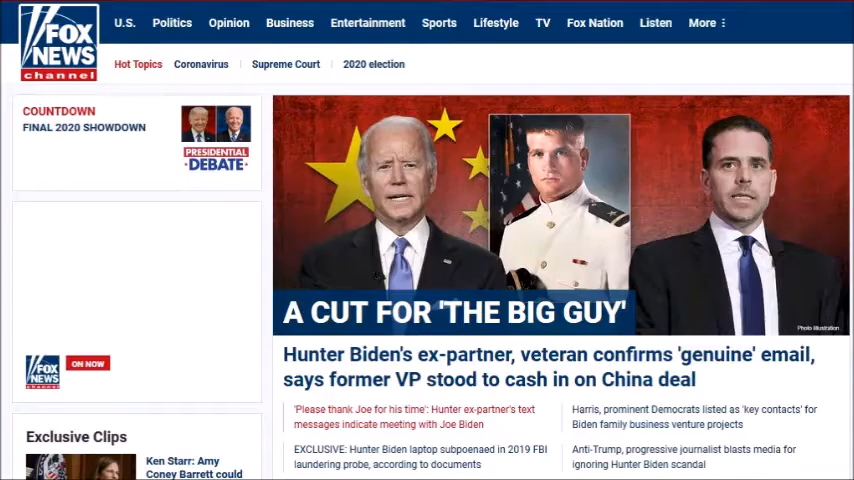 FOX
NEWS
channel
U.S. Politics Opinion Business Entertainment Sports Lifestyle TV Fox Nation Listen More
Hot Topics Coronavirus Supreme Court 2020 election
COUNTDOWN
FINAL 2020 SHOWDOWN
PRESIDENTIAL
DEBATE
A CUT FOR 'THE BIG GUY'
Photo Illustration
Hunter Biden's ex-partner, veteran confirms 'genuine' email,
says former VP stood to cash in on China deal
'Please thank Joe for his time': Hunter ex-partner's text
messages indicate meeting with Joe Biden
Harris, prominent Democrats listed as 'key contacts' for
Biden family business venture projects
EXCLUSIVE: Hunter Biden laptop subpoenaed in 2019 FBI
laundering probe, according to documents
Anti-Trump, progressive journalist blasts media for
ignoring Hunter Biden scandal
FOX
NEWS
channel
ON NOW
Exclusive Clips
Ken Starr: Amy
Coney Barrett could